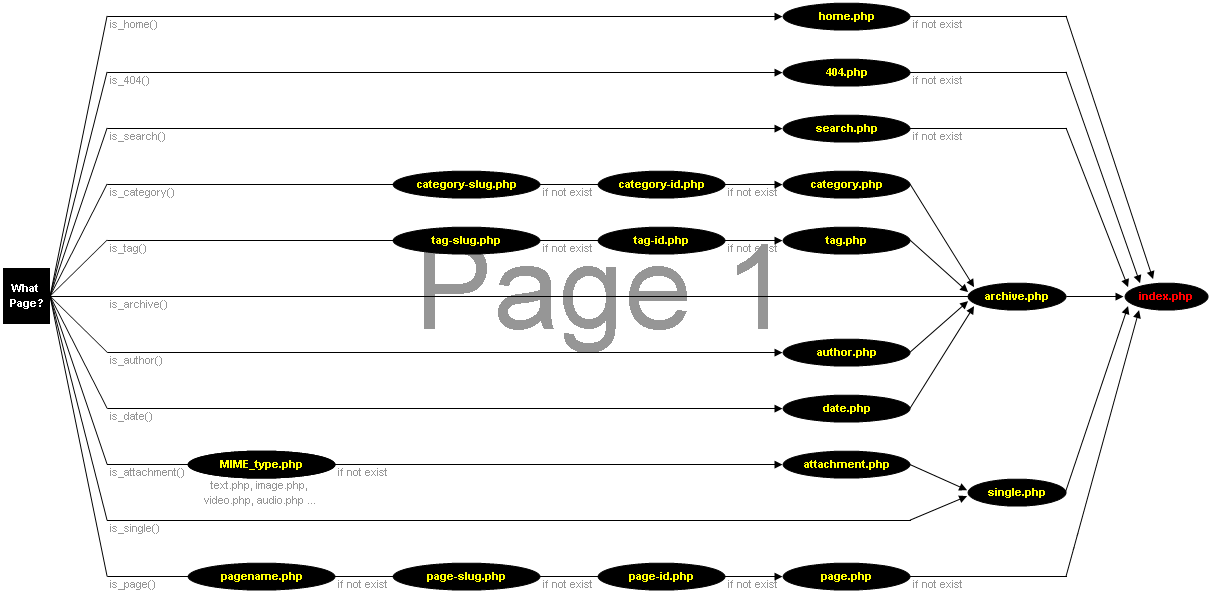 home.php
is_home() if not exist
404.php
is_404() if not exist
search.php
is_search() if not exist
category-slug.php category-id.php category.php
is_category() if not exist if not exist
tag-slug.php tag-id.php tag.php
is_tag() if not exist if not exist
Page 1
What
Page?
archive.php index.php
is_archive()
author.php
is_author()
date.php
is_date()
MIME_type.php attachment.php
is_attachment() if not exist
text.php, image.php,
video.php, audio.php ...
single.php
is_single()
pagename.php page-slug.php page-id.php page.php
is_page() if not exist if not exist if not exist if not exist